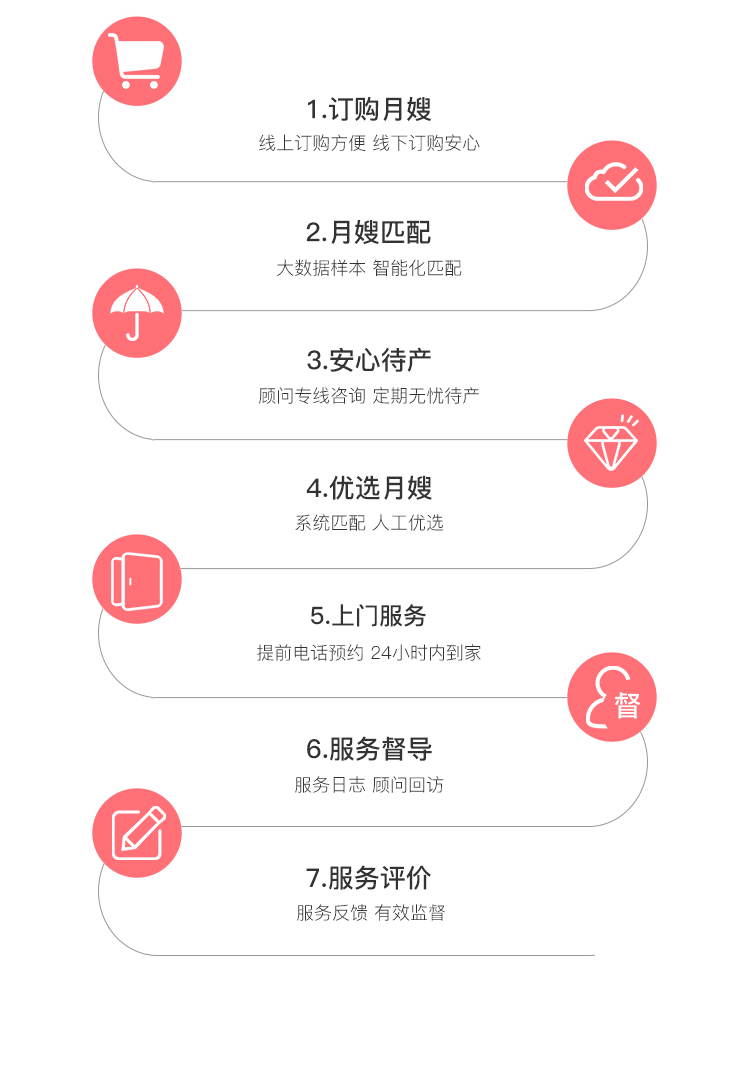 1.订购月嫂
线上订购方便 线下订购安心
2.月嫂匹配
大数据样本 智能化匹配
3.安心待产
顾问专线咨询 定期无忧待产
4.优选月嫂
系统匹配 人工优选
5.上门服务
提前电话预约 24小时内到家
督
6.服务督导
服务日志 顾问回访
7.服务评价
服务反馈 有效监督